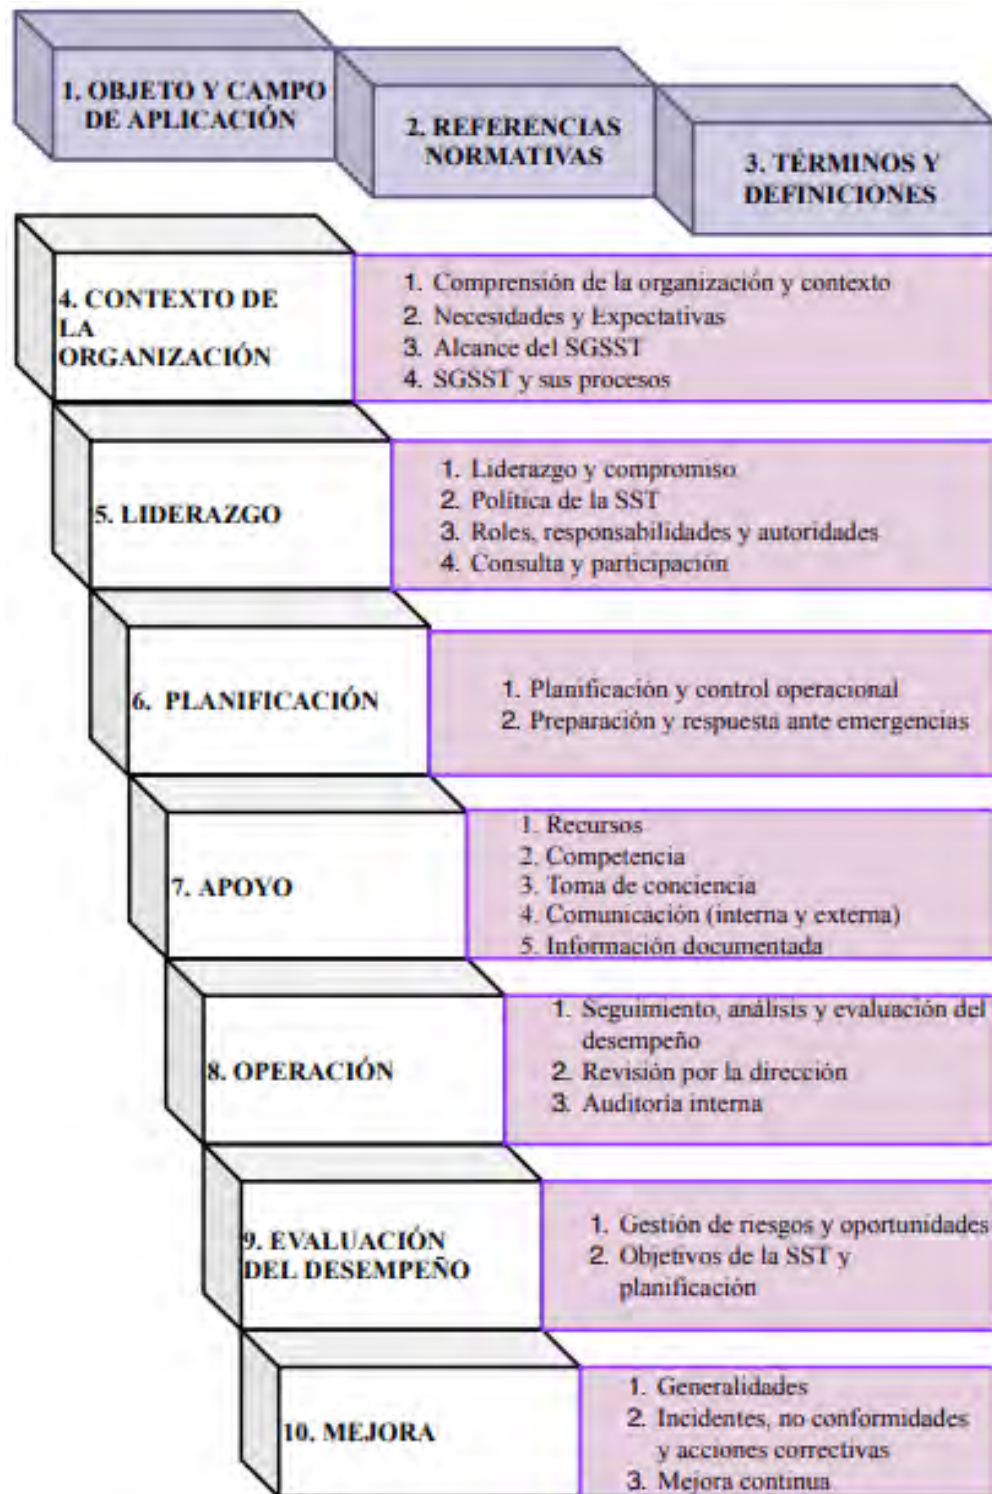 1. OBJETO Y CAMPO
DE APLICACIÓN
2. REFERENCIAS
NORMATIVAS
3. TÉRMINOS Y
DEFINICIONES
4. CONTEXTO DE
LA
ORGANIZACIÓN
1. Comprensión de la organización y contexto
2. Necesidades y Expectativas
3. Alcance del SGSST
4. SGSST y sus procesos
5. LIDERAZGO
1. Liderazgo y compromiso
2. Política de la SST
3. Roles, responsabilidades y autoridades
4. Consulta y participación
6. PLANIFICACIÓN
1. Planificación y control operacional
2. Preparación y respuesta ante emergencias
7. APOYO
1. Recursos
2. Competencia
3. Toma de conciencia
4. Comunicación (interna y externa)
5. Información documentada
8. OPERACIÓN
1. Seguimiento, análisis y evaluación del
desempeño
2. Revisión por la dirección
3. Auditoria interna
9. EVALUACIÓN
DEL DESEMPEÑO
1. Gestión de riesgos y oportunidades
2. Objetivos de la SST y
planificación
10. MEJORA
1. Generalidades
2. Incidentes, no conformidades
y acciones correctivas
3. Mejora continua